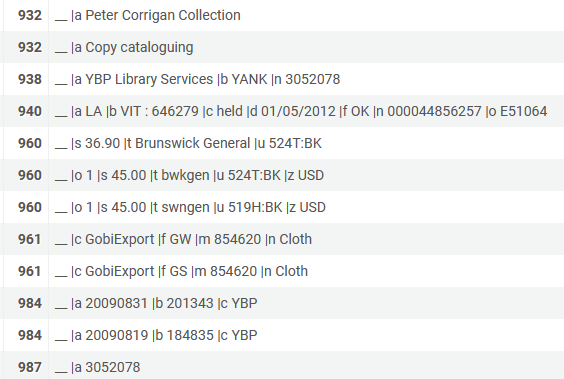 932 __ |a Peter Corrigan Collection
932 __ |a Copy cataloguing
938 __ |a YBP Library Services |b YANK |n 3052078
940 __ |a LA |b VIT : 646279 |c held |d 01/05/2012 |f OK |n 000044856257 |o E51064
960 __ |s 36.90 |t Brunswick General |u 524T:BK
960 __ |o 1 |s 45.00 |t bwkgen |u 524T:BK |z USD
960 __ |o 1 |s 45.00 |t swngen |u 519H:BK |z USD
961 __ |c GobiExport |f GW |m 854620 |n Cloth
961 __ |c GobiExport |f GS |m 854620 |n Cloth
984 __ |a 20090831 |b 201343 |c YBP
984 __ |a 20090819 |b 184835 |c YBP
987 __ |a 3052078